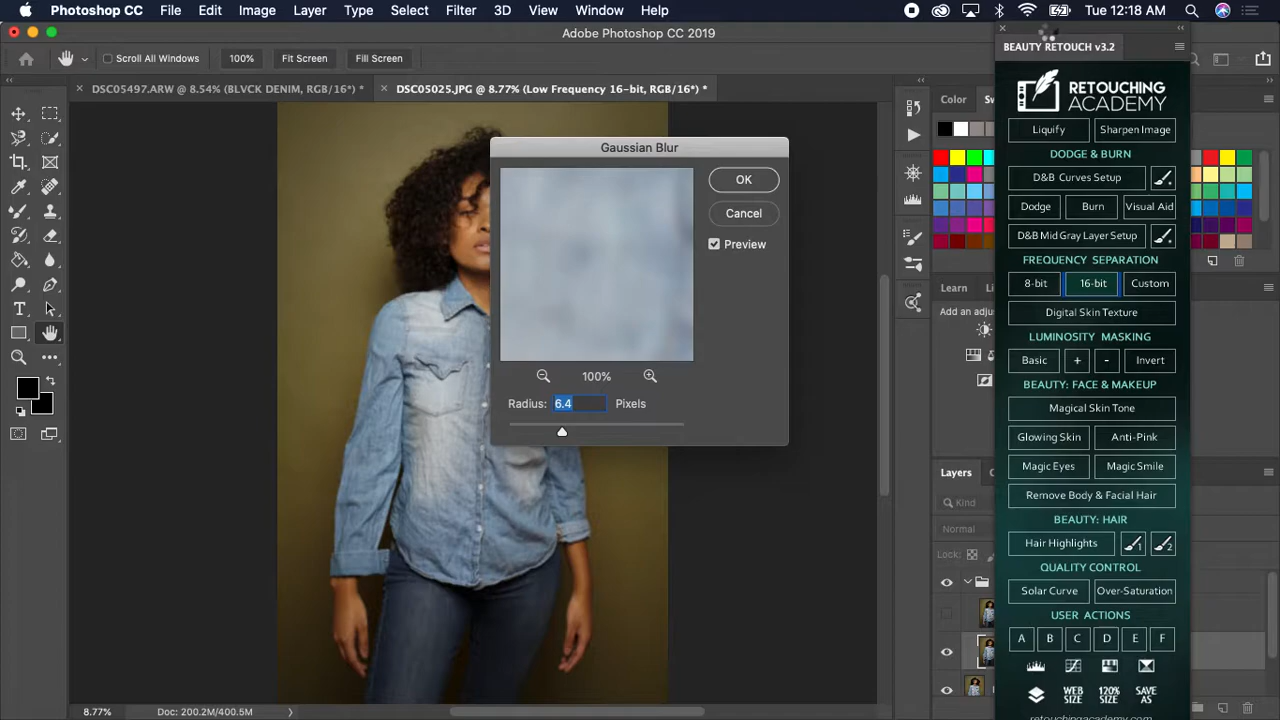 Photoshop CC File Edit Image Layer Type Select Filter 3D View Window Help Tue 12:18 AM
Adobe Photoshop CC 2019
Scroll All Windows 100% Fit Screen Fill Screen
DSC05497.ARW @ 8.54% (BLVCK DENIM, RGB/16*) *
DSC05025.JPG @ 8.77% (Low Frequency 16-bit, RGB/16*) *
Gaussian Blur
OK
Cancel
Preview
100%
Radius: 6.4 Pixels
8.77% Doc: 200.2M/400.5M
Color
Learn
Add an adju
Layers
Kind
Normal
Lock:
BEAUTY RETOUCH v3.2
RETOUCHING
ACADEMY
Liquify Sharpen Image
DODGE & BURN
D&B Curves Setup
Dodge Burn Visual Aid
D&B Mid Gray Layer Setup
FREQUENCY SEPARATION
8-bit 16-bit Custom
Digital Skin Texture
LUMINOSITY MASKING
Basic + - Invert
BEAUTY: FACE & MAKEUP
Magical Skin Tone
Glowing Skin Anti-Pink
Magic Eyes Magic Smile
Remove Body & Facial Hair
BEAUTY: HAIR
Hair Highlights 1 2
QUALITY CONTROL
Solar Curve Over-Saturation
USER ACTIONS
A B C D E F
WEB SIZE 120% SIZE SAVE AS
retouchingacademy.com